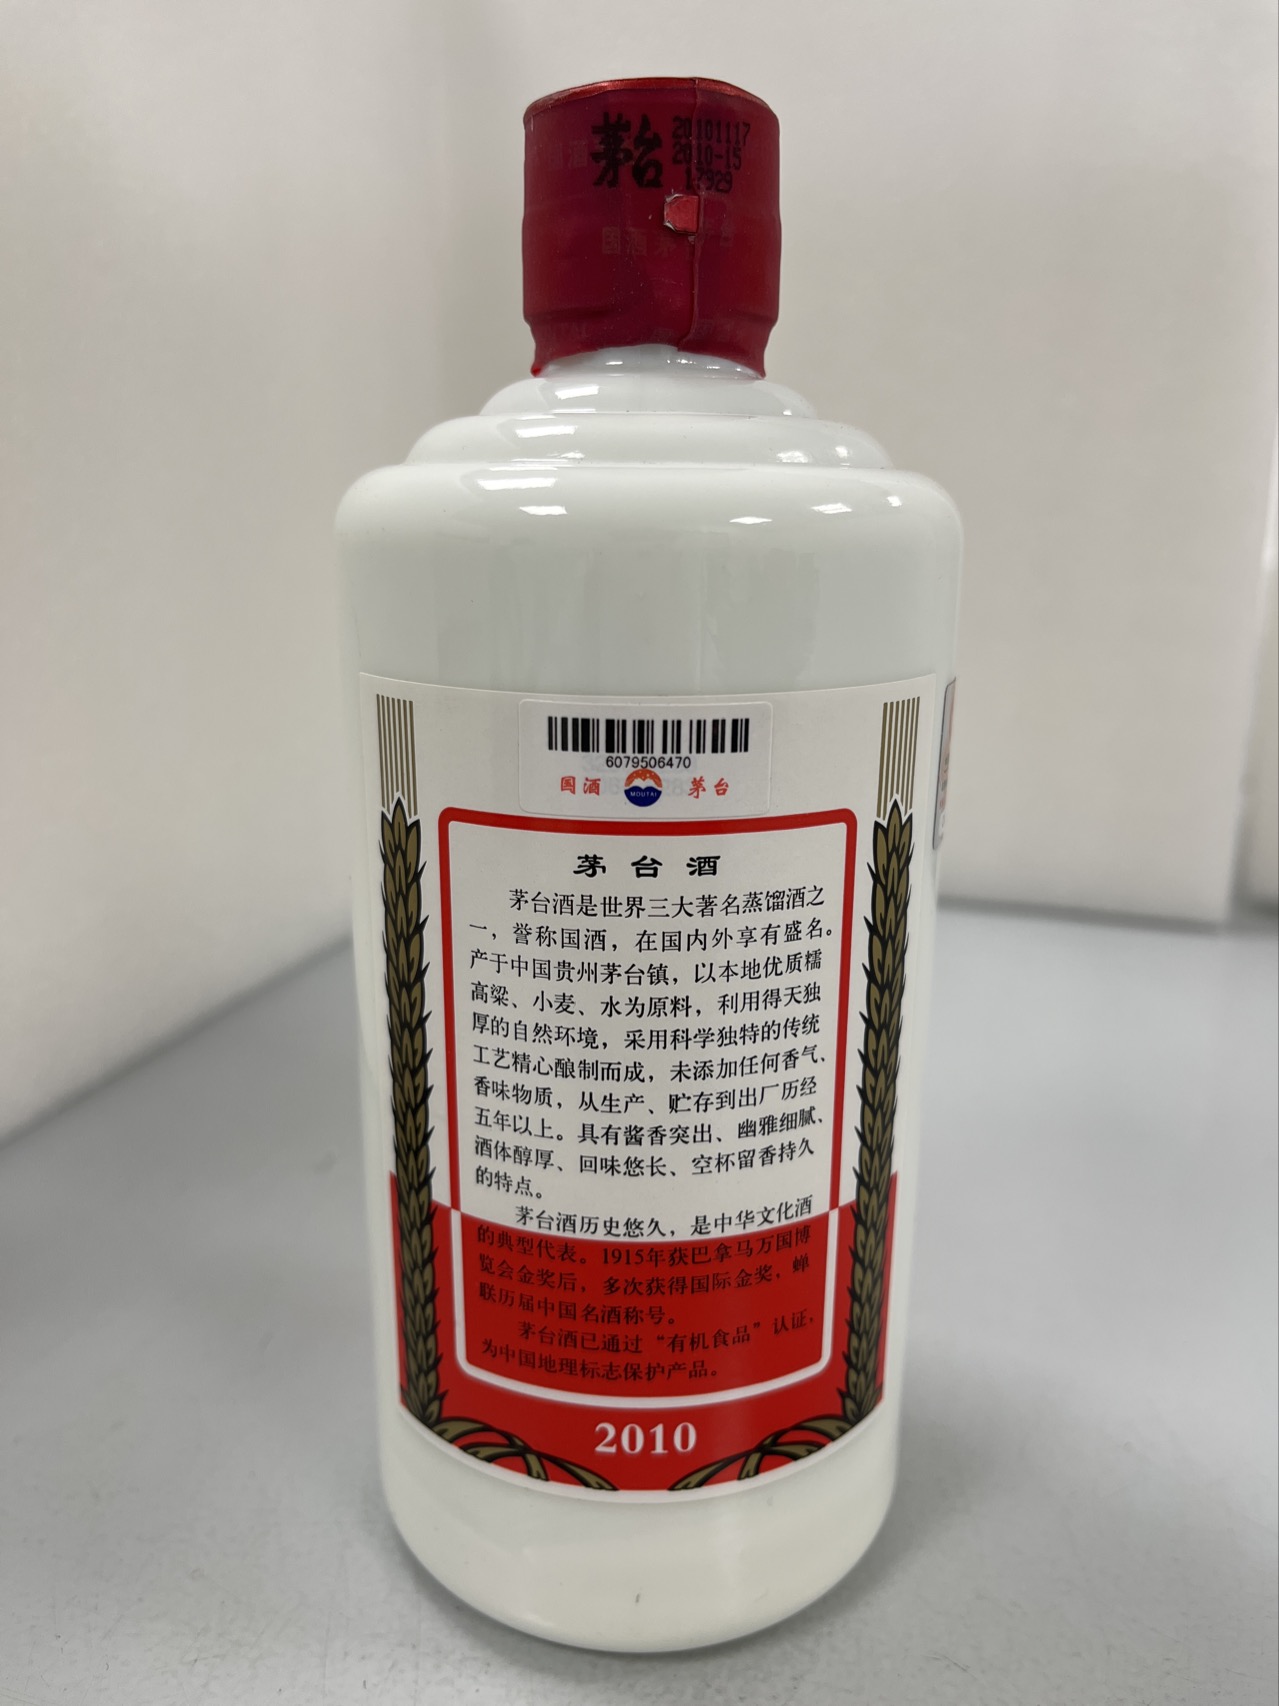 茅台
20101117
2010-15
17929
国酒茅
6079506470
国酒
MOUTAI
茅台
茅台酒
茅台酒是世界三大著名蒸馏酒之
一，誉称国酒，在国内外享有盛名。
产于中国贵州茅台镇，以本地优质糯
高粱、小麦、水为原料，利用得天独
厚的自然环境，采用科学独特的传统
工艺精心酿制而成，未添加任何香气、
香味物质，从生产、贮存到出厂历经
五年以上。具有酱香突出、幽雅细腻、
酒体醇厚、回味悠长、空杯留香持久
的特点。
茅台酒历史悠久，是中华文化酒
的典型代表。1915年获巴拿马万国博
览会金奖后，多次获得国际金奖，蝉
联历届中国名酒称号。
茅台酒已通过“有机食品”认证，
为中国地理标志保护产品。
2010